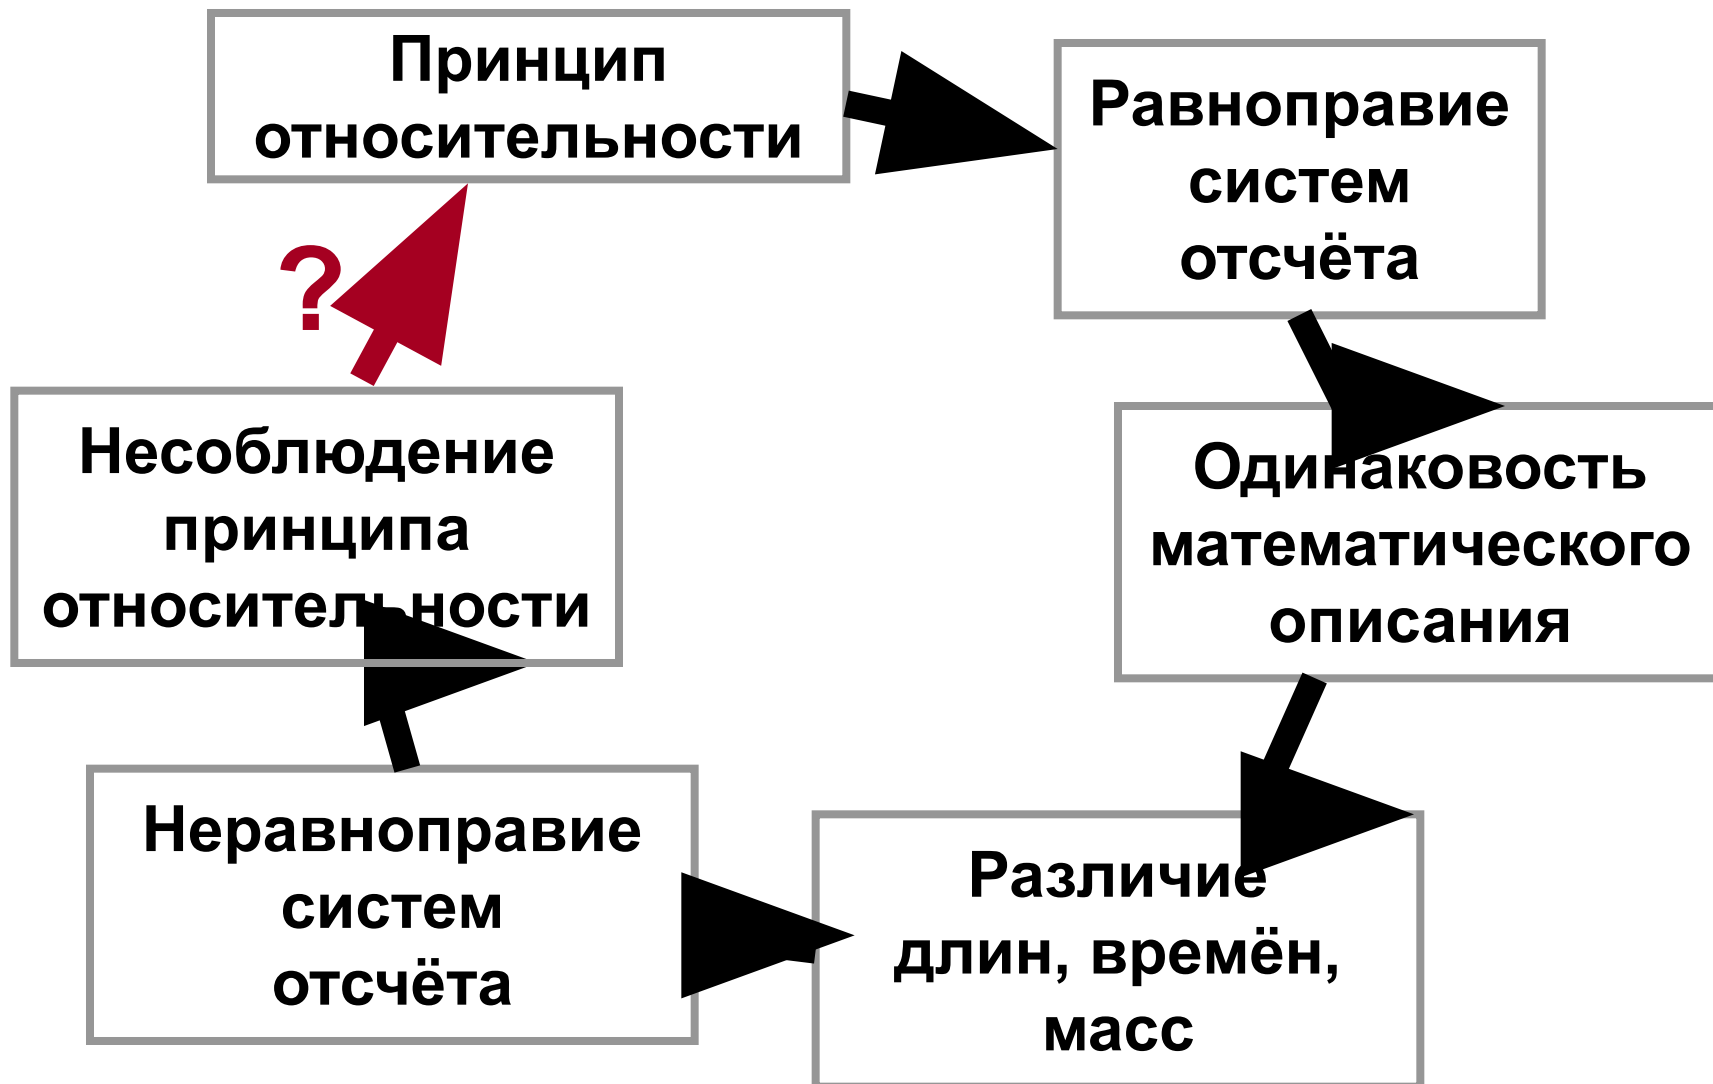 Принцип
относительности
Равноправие
систем
отсчёта
?
Несоблюдение
принципа
относительности
Одинаковость
математического
описания
Неравноправие
систем
отсчёта
Различие
длин, времён,
масс